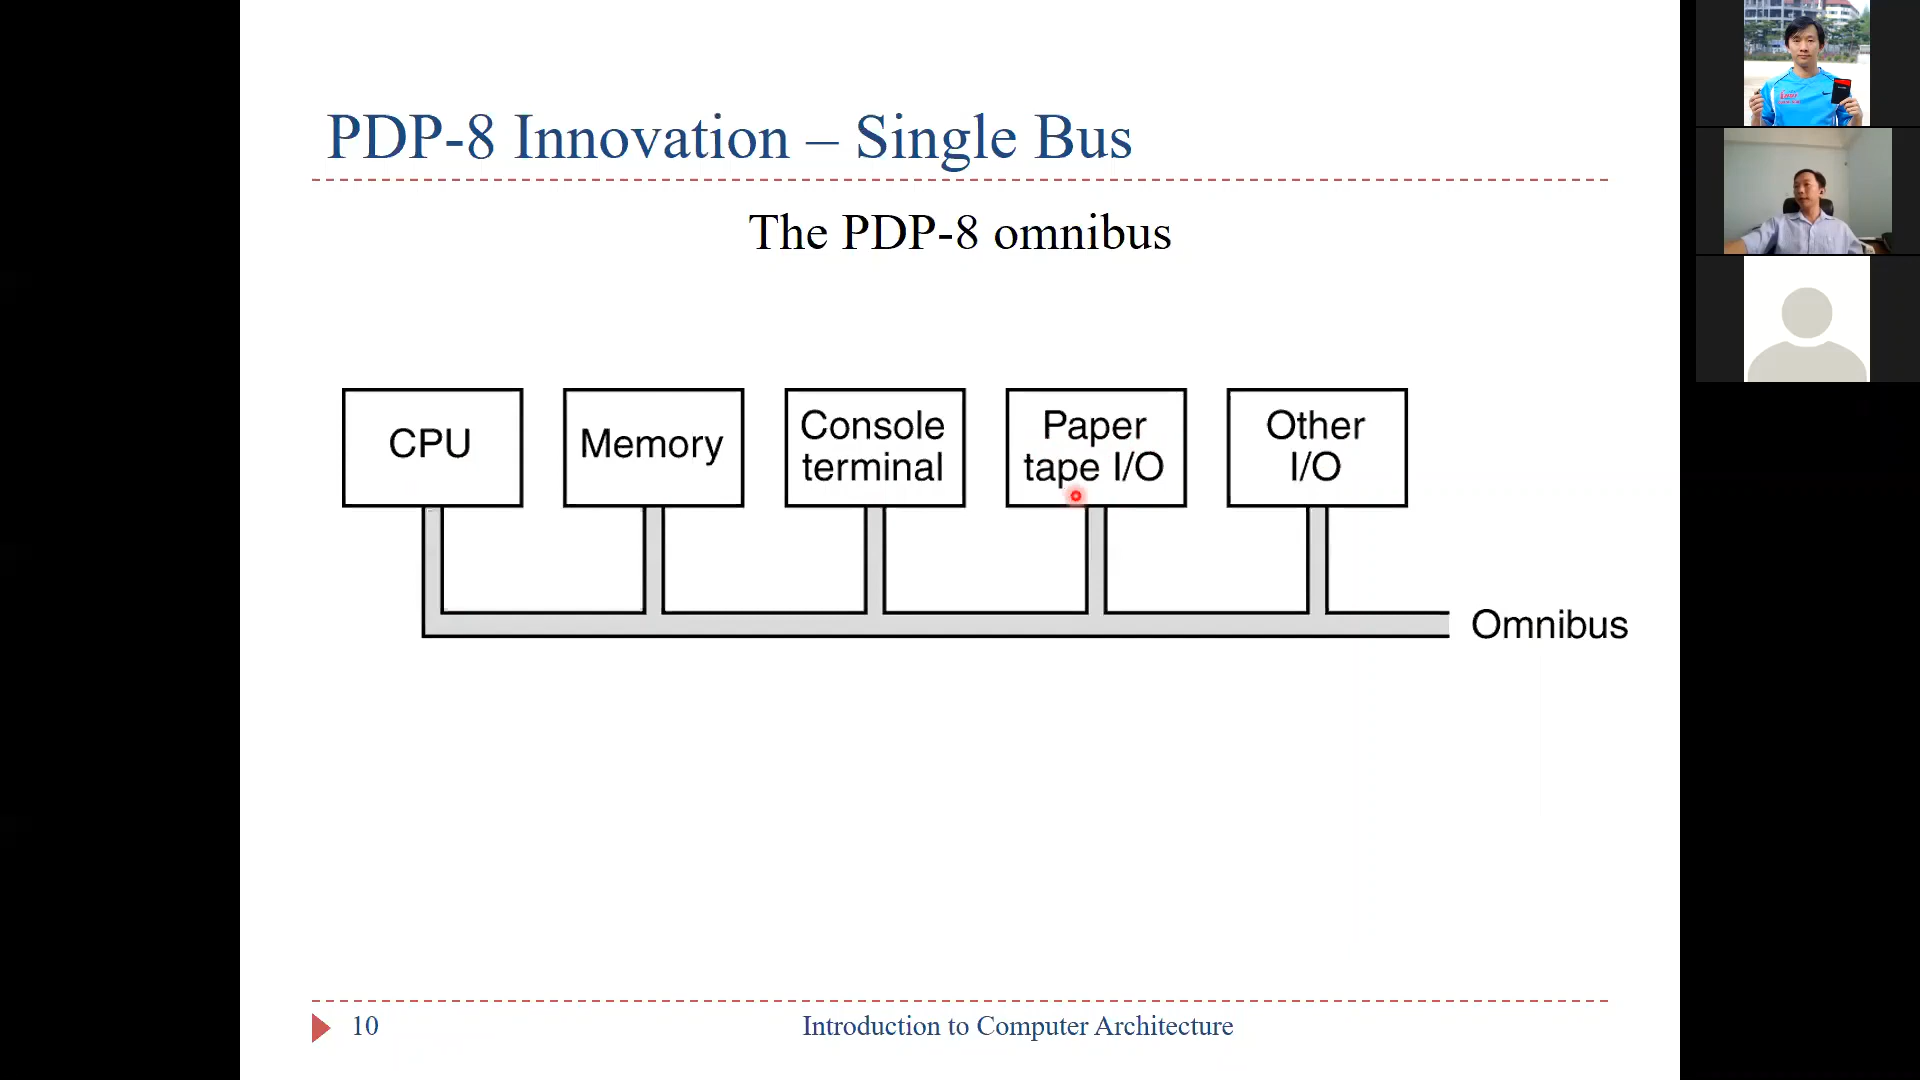 PDP-8 Innovation – Single Bus
The PDP-8 omnibus
CPU
Memory
Console
terminal
Paper
tape I/O
Other
I/O
Omnibus
10
Introduction to Computer Architecture